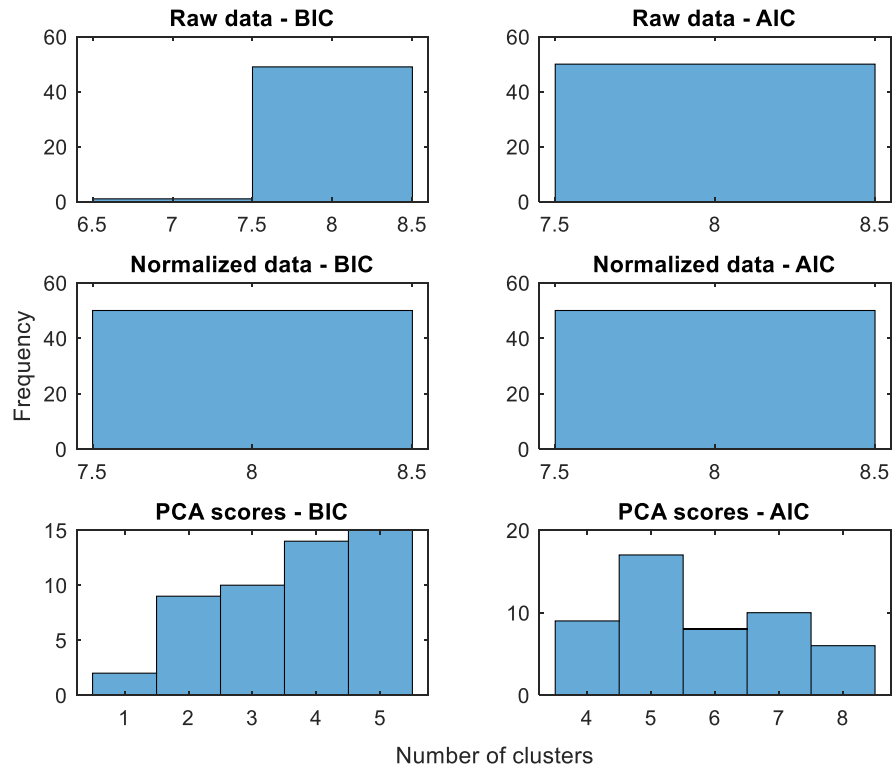 Raw data - BIC
60
40
20
0
6.5 7 7.5 8 8.5
Raw data - AIC
60
40
20
0
7.5 8 8.5
Normalized data - BIC
60
40
20
0
7.5 8 8.5
Frequency
Normalized data - AIC
60
40
20
0
7.5 8 8.5
PCA scores - BIC
15
10
5
0
1 2 3 4 5
PCA scores - AIC
20
10
0
4 5 6 7 8
Number of clusters